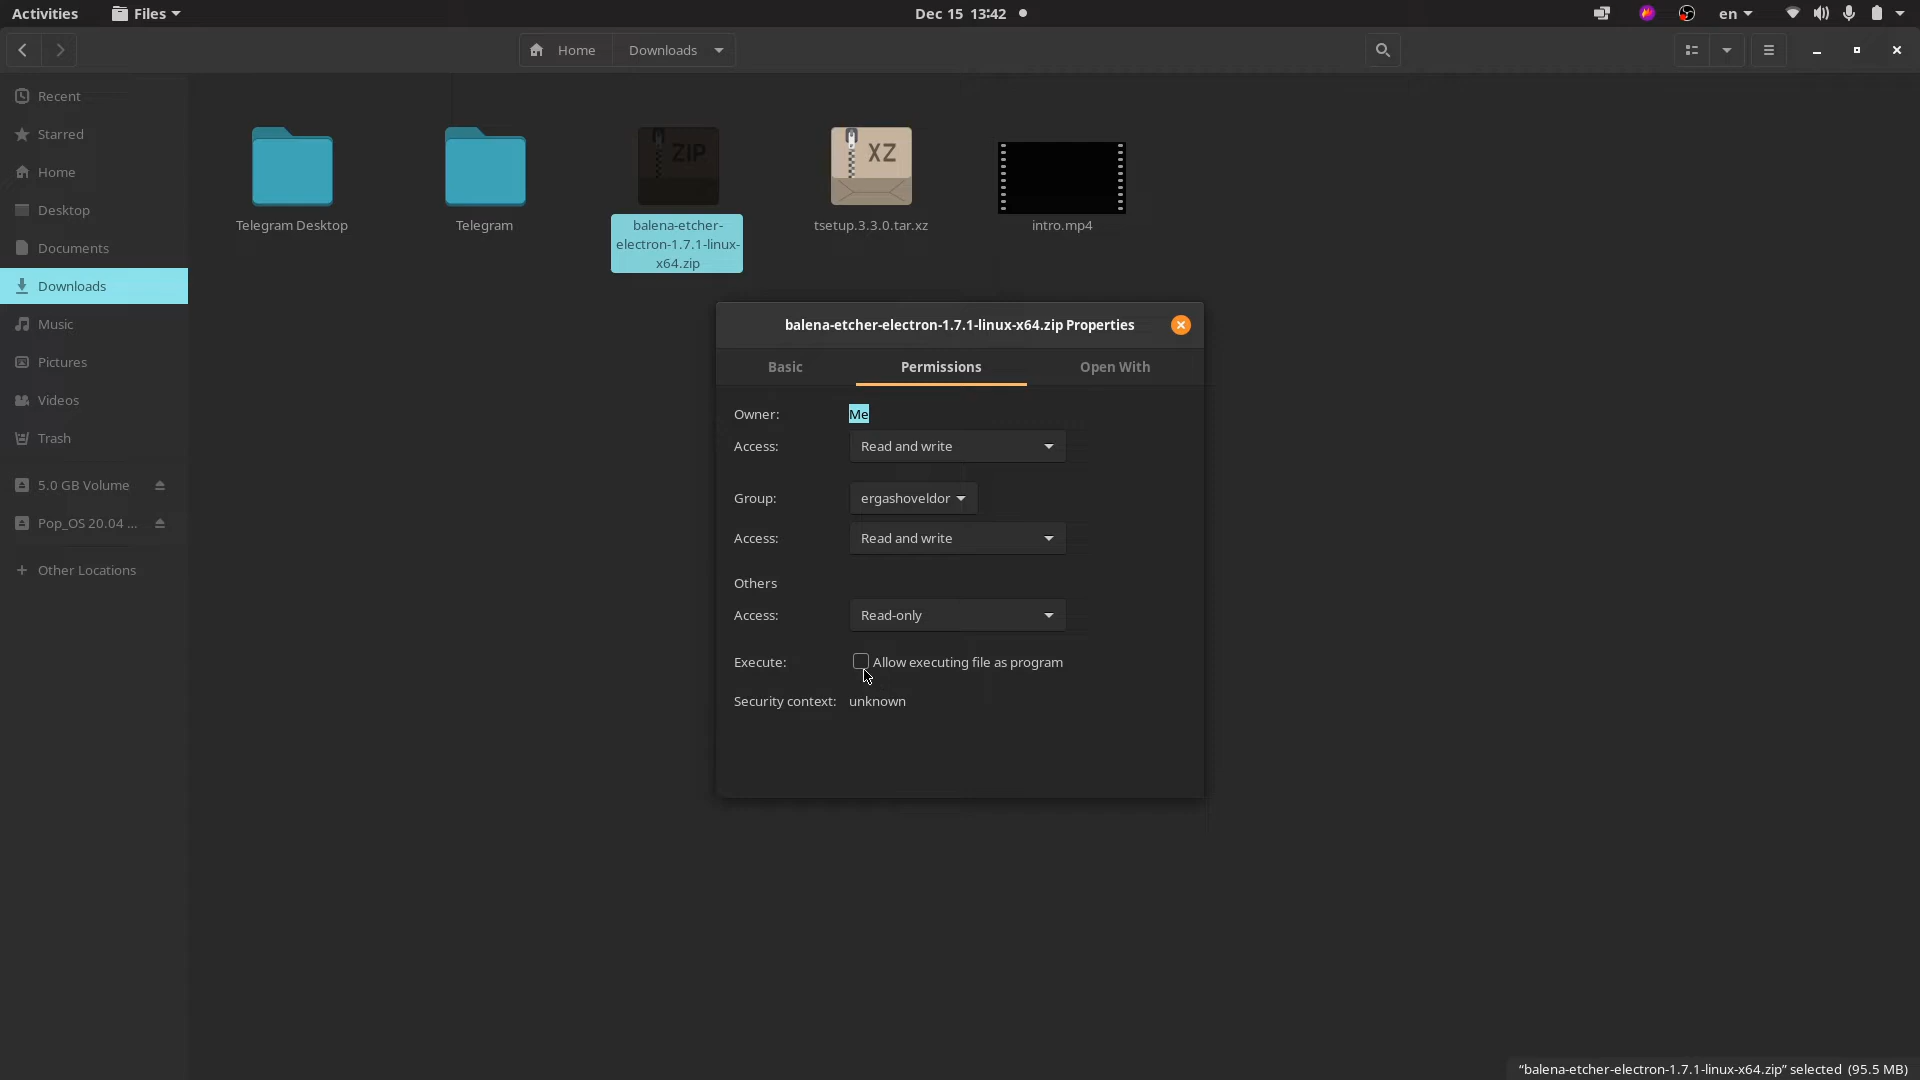 Activities
Files
Dec 15 13:42
en
Home
Downloads
Recent
Starred
Home
Desktop
Documents
Downloads
Music
Pictures
Videos
Trash
5.0 GB Volume
Pop_OS 20.04 ...
+ Other Locations
Telegram Desktop
Telegram
ZIP
balena-etcher-
electron-1.7.1-linux-
x64.zip
XZ
tsetup.3.3.0.tar.xz
intro.mp4
balena-etcher-electron-1.7.1-linux-x64.zip Properties
Basic
Permissions
Open With
Owner: Me
Access: Read and write
Group: ergashoveldor
Access: Read and write
Others
Access: Read-only
Execute: Allow executing file as program
Security context: unknown
“balena-etcher-electron-1.7.1-linux-x64.zip” selected (95.5 MB)